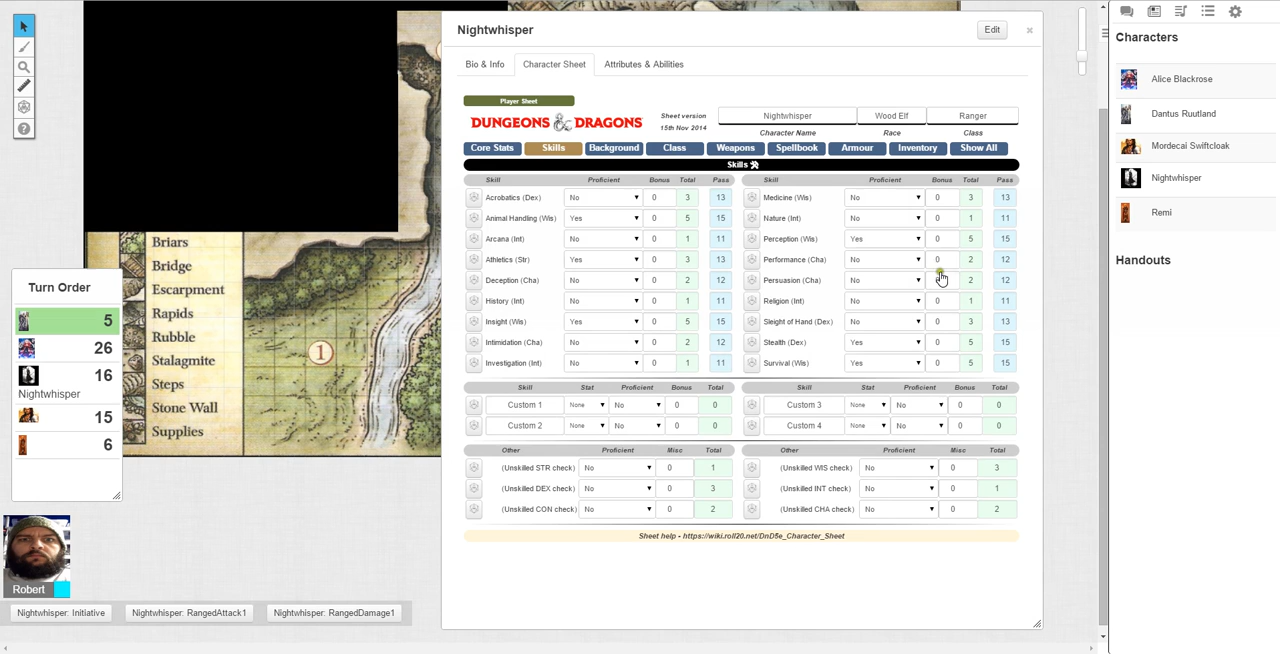 Nightwhisper
Edit
×
Bio & Info
Character Sheet
Attributes & Abilities
Player Sheet
DUNGEONS & DRAGONS
Sheet version
15th Nov 2014
Nightwhisper Wood Elf Ranger
Character Name Race Class
Core Stats Skills Background Class Weapons Spellbook Armour Inventory Show All
Skills
Skill Proficient Bonus Total Pass
Acrobatics (Dex) No 0 3 13
Animal Handling (Wis) Yes 0 5 15
Arcana (Int) No 0 1 11
Athletics (Str) Yes 0 3 13
Deception (Cha) No 0 2 12
History (Int) No 0 1 11
Insight (Wis) Yes 0 5 15
Intimidation (Cha) No 0 2 12
Investigation (Int) No 0 1 11
Skill Proficient Bonus Total Pass
Medicine (Wis) No 0 3 13
Nature (Int) No 0 1 11
Perception (Wis) Yes 0 5 15
Performance (Cha) No 0 2 12
Persuasion (Cha) No 2 12
Religion (Int) No 0 1 11
Sleight of Hand (Dex) No 0 3 13
Stealth (Dex) Yes 0 5 15
Survival (Wis) Yes 0 5 15
Skill Stat Proficient Bonus Total
Custom 1 None No 0 0
Custom 2 None No 0 0
Skill Stat Proficient Bonus Total
Custom 3 None No 0 0
Custom 4 None No 0 0
Other Proficient Misc Total
(Unskilled STR check) No 0 1
(Unskilled DEX check) No 0 3
(Unskilled CON check) No 0 2
Other Proficient Misc Total
(Unskilled WIS check) No 0 3
(Unskilled INT check) No 0 1
(Unskilled CHA check) No 0 2
Sheet help - https://wiki.roll20.net/DnD5e_Character_Sheet
Briars
Bridge
Escarpment
Rapids
Rubble
Stalagmite
Steps
Stone Wall
Supplies
1
Turn Order
5
26
16
Nightwhisper
15
6
Robert
Nightwhisper: Initiative
Nightwhisper: RangedAttack1
Nightwhisper: RangedDamage1
Characters
Alice Blackrose
Dantus Ruutland
Mordecai Swiftcloak
Nightwhisper
Remi
Handouts